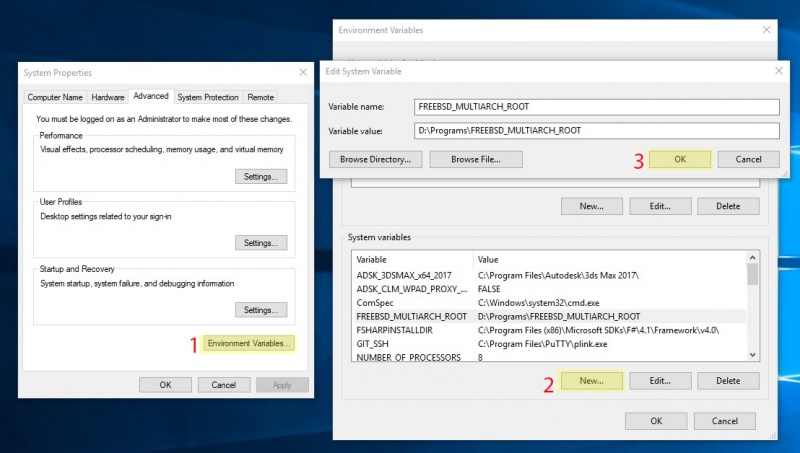 System Properties
Computer Name Hardware Advanced System Protection Remote
You must be logged on as an Administrator to make most of these changes.
Performance
Visual effects, processor scheduling, memory usage, and virtual memory
Settings...
User Profiles
Desktop settings related to your sign-in
Settings...
Startup and Recovery
System startup, system failure, and debugging information
Settings...
1 Environment Variables...
OK Cancel Apply
Environment Variables
Edit System Variable
Variable name: FREEBSD_MULTIARCH_ROOT
Variable value: D:\Programs\FREEBSD_MULTIARCH_ROOT
Browse Directory... Browse File... 3 OK Cancel
New... Edit... Delete
System variables
Variable Value
ADSK_3DSMAX_x64_2017 C:\Program Files\Autodesk\3ds Max 2017\
ADSK_CLM_WPAD_PROXY_... FALSE
ComSpec C:\Windows\system32\cmd.exe
FREEBSD_MULTIARCH_ROOT D:\Programs\FREEBSD_MULTIARCH_ROOT
FSHARPINSTALLDIR C:\Program Files (x86)\Microsoft SDKs\F#\4.1\Framework\v4.0\
GIT_SSH C:\Program Files\PuTTY\plink.exe
NUMBER_OF_PROCESSORS 8
2 New... Edit... Delete
OK Cancel